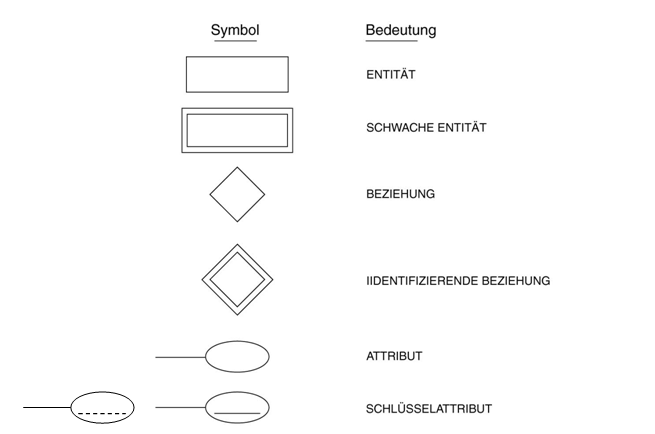 Symbol Bedeutung
ENTITÄT
SCHWACHE ENTITÄT
BEZIEHUNG
IIDENTIFIZIERENDE BEZIEHUNG
ATTRIBUT
SCHLÜSSELATTRIBUT